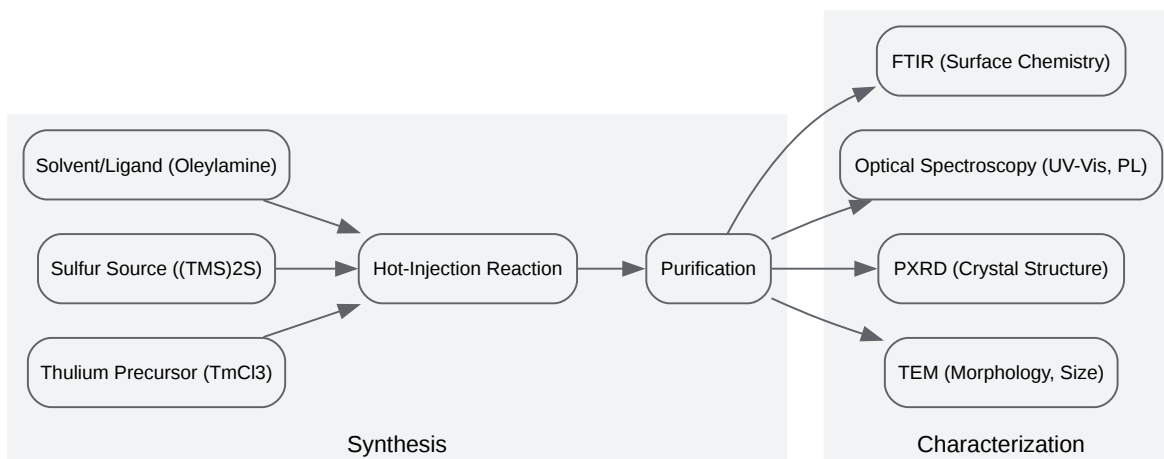 FTIR (Surface Chemistry)
Solvent/Ligand (Oleylamine)
Optical Spectroscopy (UV-Vis, PL)
Sulfur Source ((TMS)2S)
Hot-Injection Reaction
Purification
PXRD (Crystal Structure)
Thulium Precursor (TmCl3)
TEM (Morphology, Size)
Synthesis
Characterization